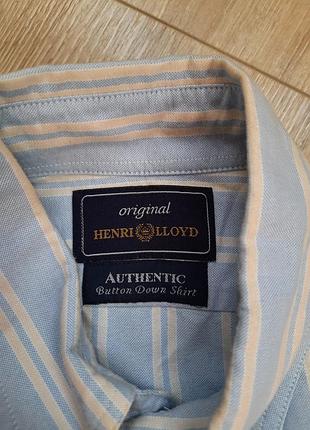 original
HENRI LLOYD
AUTHENTIC
Button Down Shirt